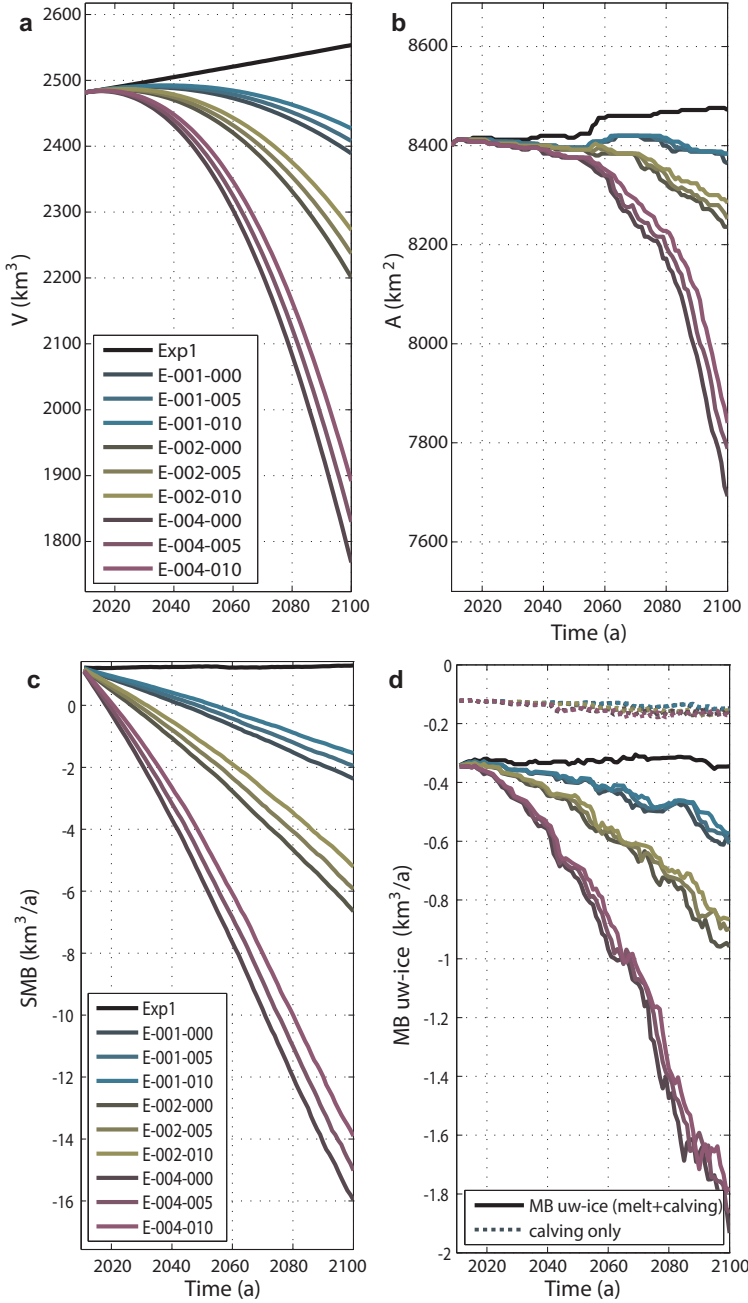 a
2600
2500
2400
2300
2200
2100
2000
1900
1800
V (km³)
Exp1
E-001-000
E-001-005
E-001-010
E-002-000
E-002-005
E-002-010
E-004-000
E-004-005
E-004-010
2020 2040 2060 2080 2100
b
8600
8400
8200
8000
7800
7600
A (km²)
2020 2040 2060 2080 2100
Time (a)
c
0
-2
-4
-6
-8
-10
-12
-14
-16
SMB (km³/a)
Exp1
E-001-000
E-001-005
E-001-010
E-002-000
E-002-005
E-002-010
E-004-000
E-004-005
E-004-010
2020 2040 2060 2080 2100
Time (a)
d
0
-0.2
-0.4
-0.6
-0.8
-1
-1.2
-1.4
-1.6
-1.8
-2
MB uw-ice (km³/a)
MB uw-ice (melt+calving)
calving only
2020 2040 2060 2080 2100
Time (a)